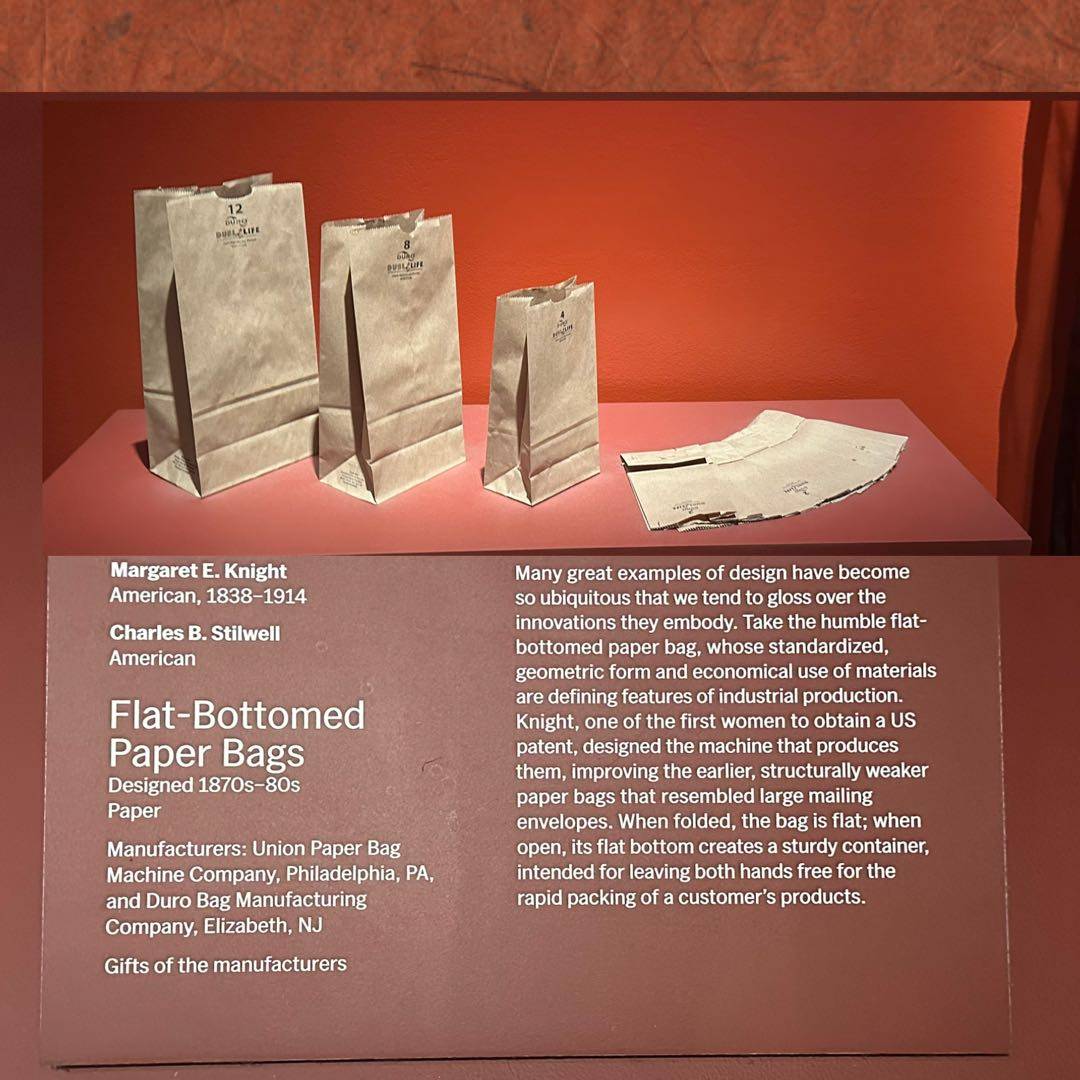 12
DURO
DUBL LIFE
8
DURO
DUBL LIFE
4
Margaret E. Knight
American, 1838–1914
Charles B. Stilwell
American
Flat-Bottomed
Paper Bags
Designed 1870s–80s
Paper
Manufacturers: Union Paper Bag
Machine Company, Philadelphia, PA,
and Duro Bag Manufacturing
Company, Elizabeth, NJ
Gifts of the manufacturers
Many great examples of design have become
so ubiquitous that we tend to gloss over the
innovations they embody. Take the humble flat-
bottomed paper bag, whose standardized,
geometric form and economical use of materials
are defining features of industrial production.
Knight, one of the first women to obtain a US
patent, designed the machine that produces
them, improving the earlier, structurally weaker
paper bags that resembled large mailing
envelopes. When folded, the bag is flat; when
open, its flat bottom creates a sturdy container,
intended for leaving both hands free for the
rapid packing of a customer's products.